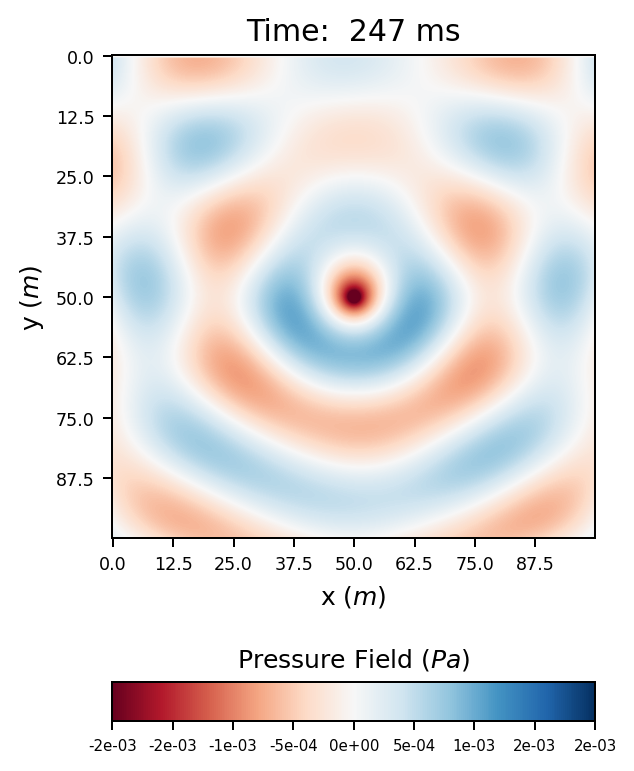 Time:  247 ms
0.0
12.5
25.0
37.5
50.0
62.5
75.0
87.5
y (m)
0.0 12.5 25.0 37.5 50.0 62.5 75.0 87.5
x (m)
Pressure Field (Pa)
-2e-03 -2e-03 -1e-03 -5e-04 0e+00 5e-04 1e-03 2e-03 2e-03